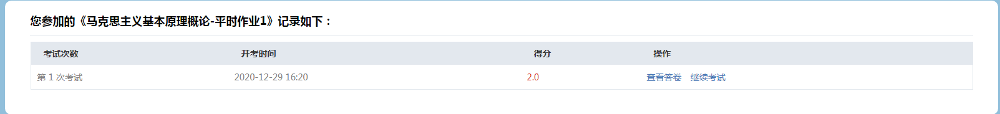 您参加的《马克思主义基本原理概论-平时作业1》记录如下：
考试次数 开考时间 得分 操作
第 1 次考试 2020-12-29 16:20 2.0 查看答卷 继续考试